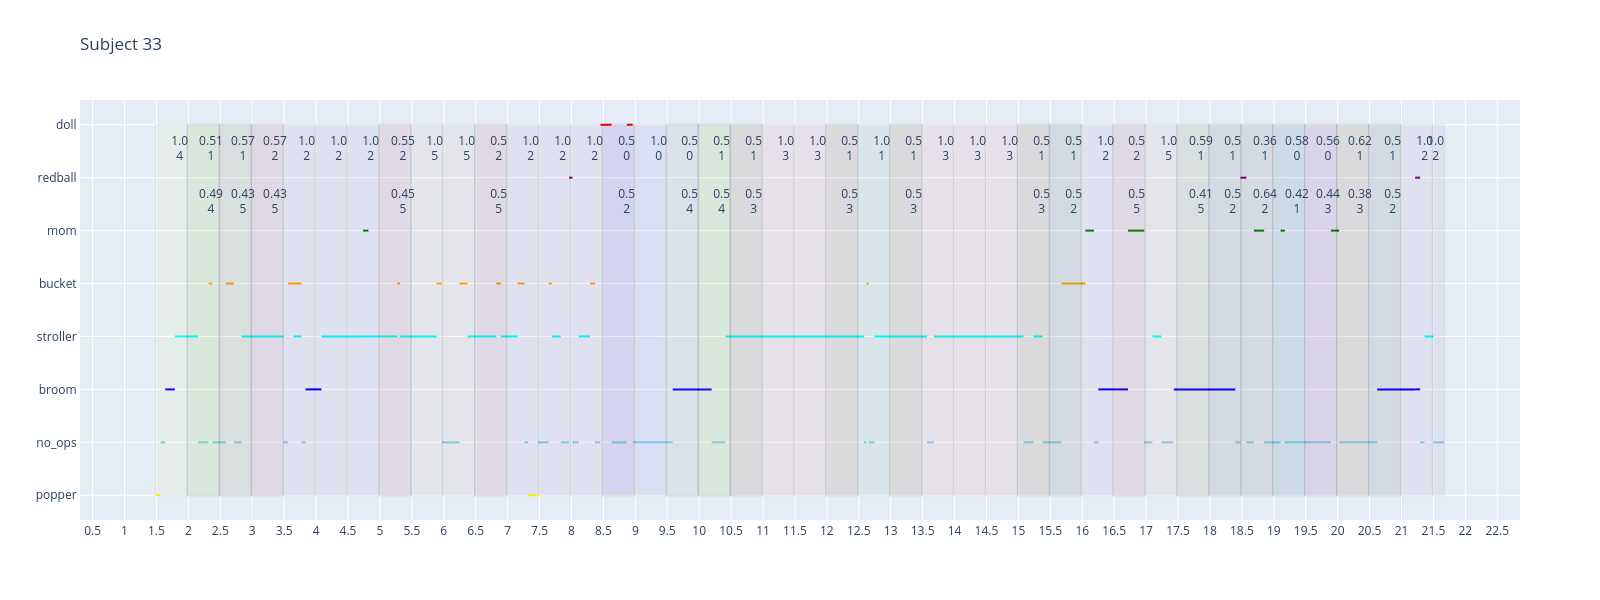 Subject 33
doll
1.0 0.51 0.57 0.57 1.0 1.0 1.0 0.55 1.0 1.0 0.5 1.0 1.0 1.0 0.5 1.0 0.5 0.5 0.5 1.0 1.0 0.5 1.0 0.5 1.0 1.0 1.0 0.5 0.5 1.0 0.5 1.0 0.59 0.5 0.36 0.58 0.56 0.62 0.5 1.0 1.0
4 1 1 2 2 2 2 2 5 5 2 2 2 2 0 0 0 1 1 3 3 1 1 1 3 3 3 1 1 2 2 5 1 1 1 0 0 1 1 2 2
redball
0.49 0.43 0.43 0.45 0.5 0.5 0.5 0.5 0.5 0.5 0.5 0.5 0.5 0.5 0.41 0.5 0.64 0.42 0.44 0.38 0.5
4 5 5 5 5 2 4 4 3 3 3 3 2 5 5 2 2 1 3 3 2
mom
bucket
stroller
broom
no_ops
popper
0.5 1 1.5 2 2.5 3 3.5 4 4.5 5 5.5 6 6.5 7 7.5 8 8.5 9 9.5 10 10.5 11 11.5 12 12.5 13 13.5 14 14.5 15 15.5 16 16.5 17 17.5 18 18.5 19 19.5 20 20.5 21 21.5 22 22.5